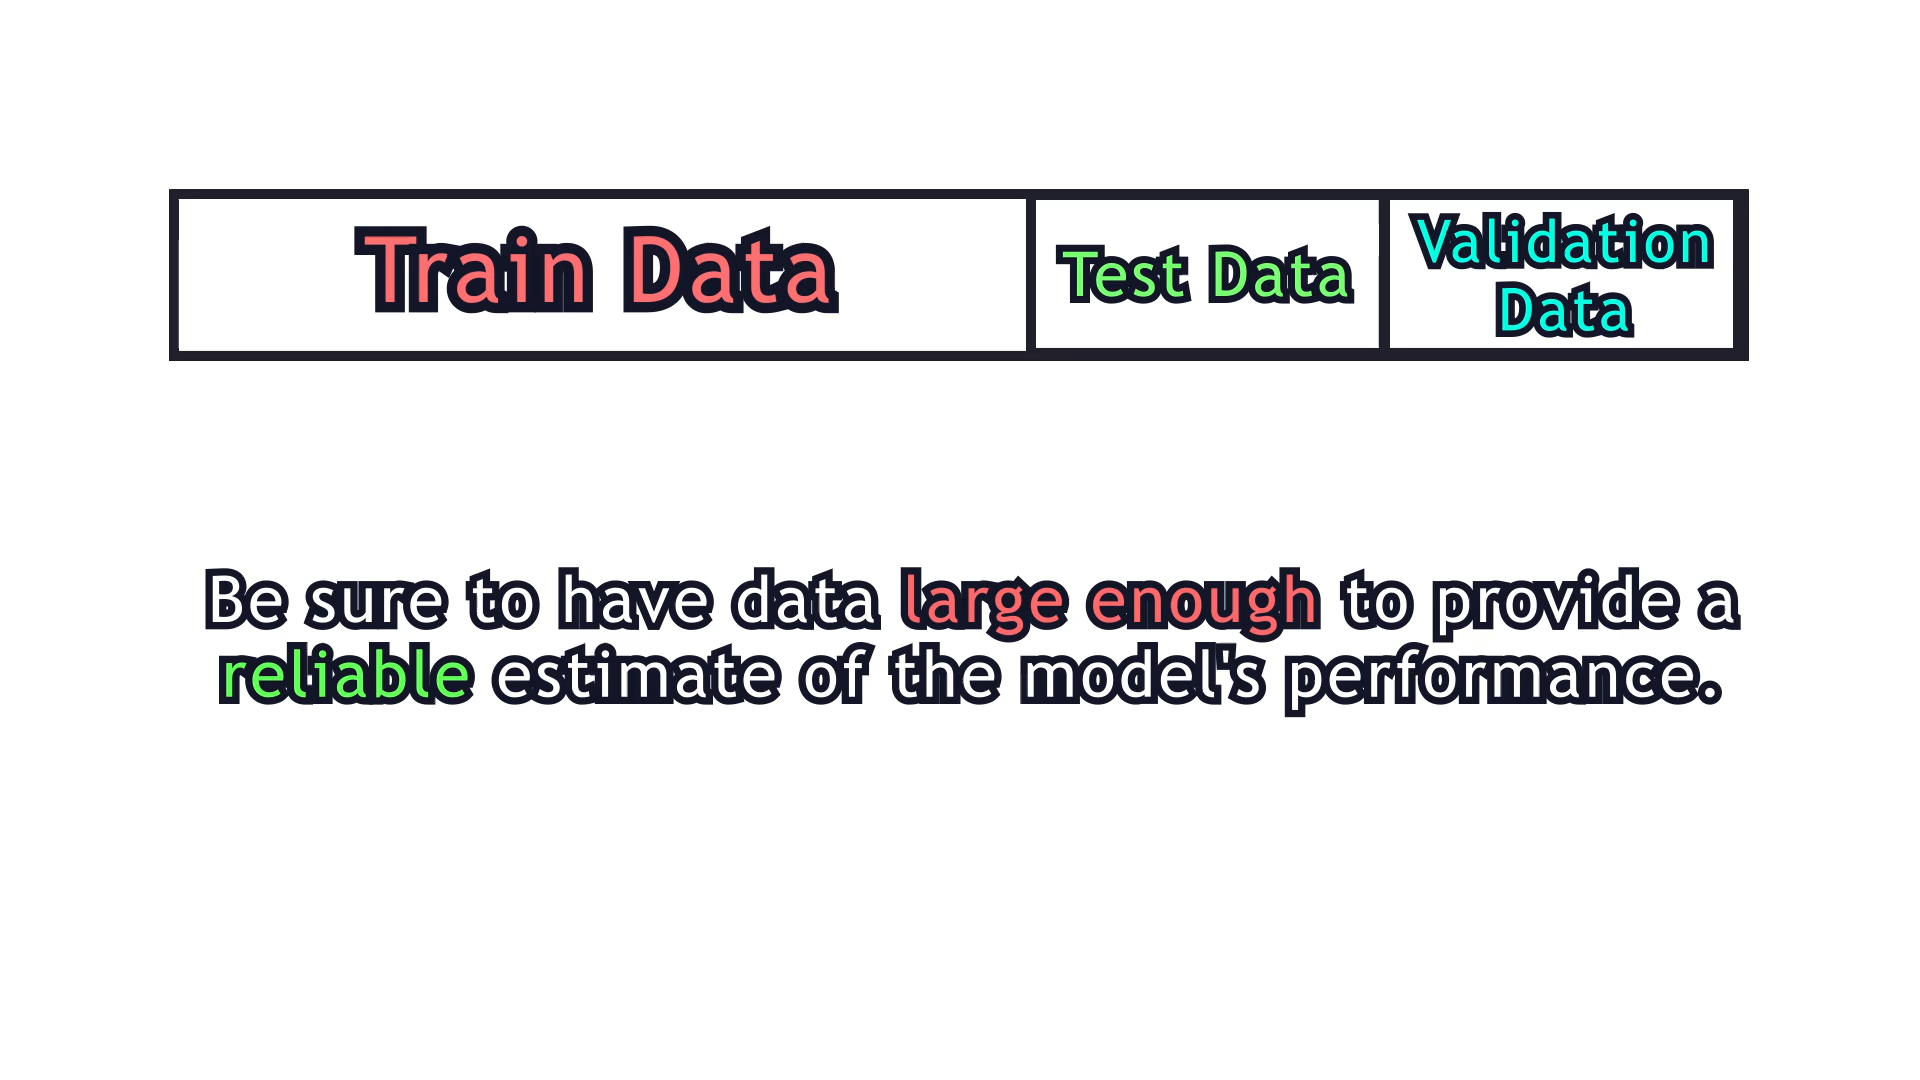 Train Data
Test Data
Validation
Data
Be sure to have data large enough to provide a
reliable estimate of the model's performance.